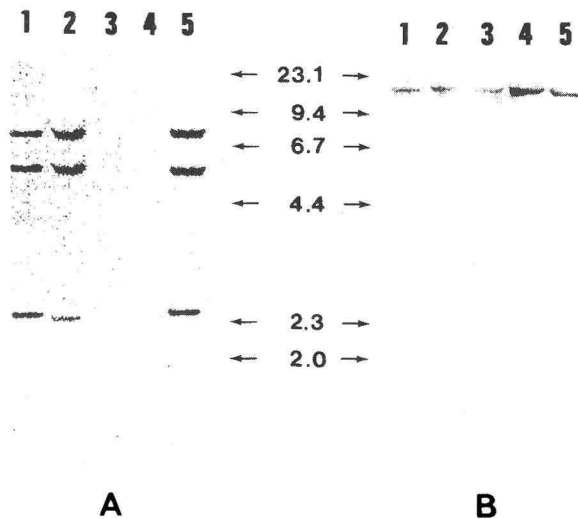 1 2 3 4 5
1 2 3 4 5
← 23.1 →
← 9.4 →
← 6.7 →
← 4.4 →
← 2.3 →
← 2.0 →
A
B